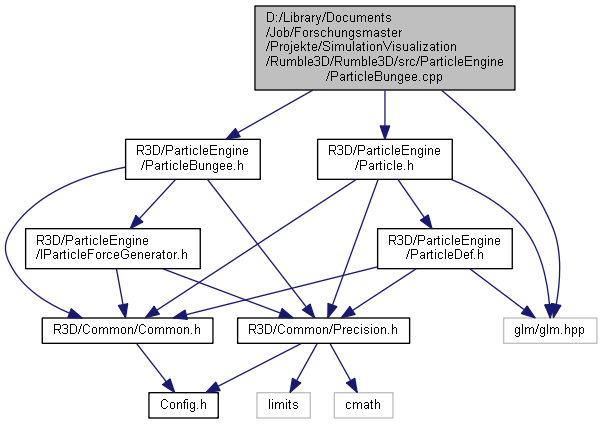 D:/Library/Documents
/Job/Forschungsmaster
/Projekte/SimulationVisualization
/Rumble3D/Rumble3D/src/ParticleEngine
/ParticleBungee.cpp
R3D/ParticleEngine
/ParticleBungee.h
R3D/ParticleEngine
/Particle.h
R3D/ParticleEngine
/IParticleForceGenerator.h
R3D/ParticleEngine
/ParticleDef.h
R3D/Common/Common.h
R3D/Common/Precision.h
glm/glm.hpp
Config.h
limits
cmath